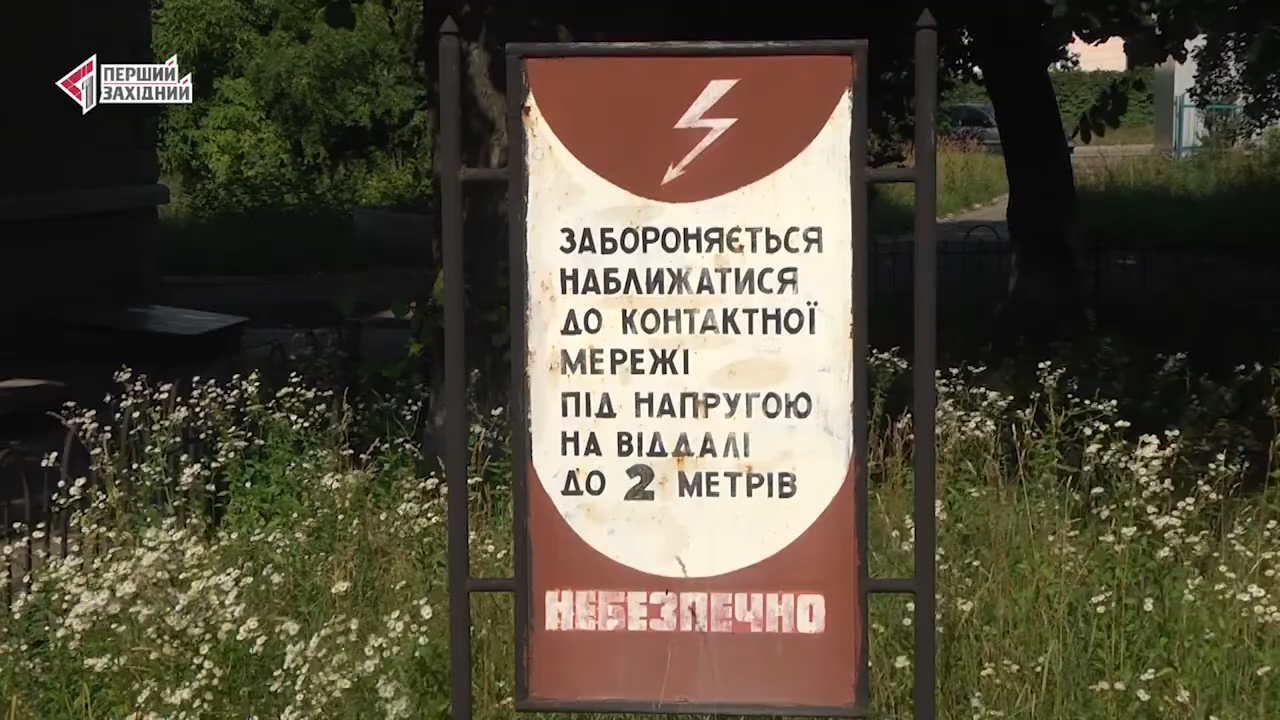 ПЕРШИЙ
ЗАХІДНИЙ
ЗАБОРОНЯЄТЬСЯ
НАБЛИЖАТИСЯ
ДО КОНТАКТНОЇ
МЕРЕЖІ
ПІД НАПРУГОЮ
НА ВІДДАЛІ
ДО 2 МЕТРІВ
НЕБЕЗПЕЧНО